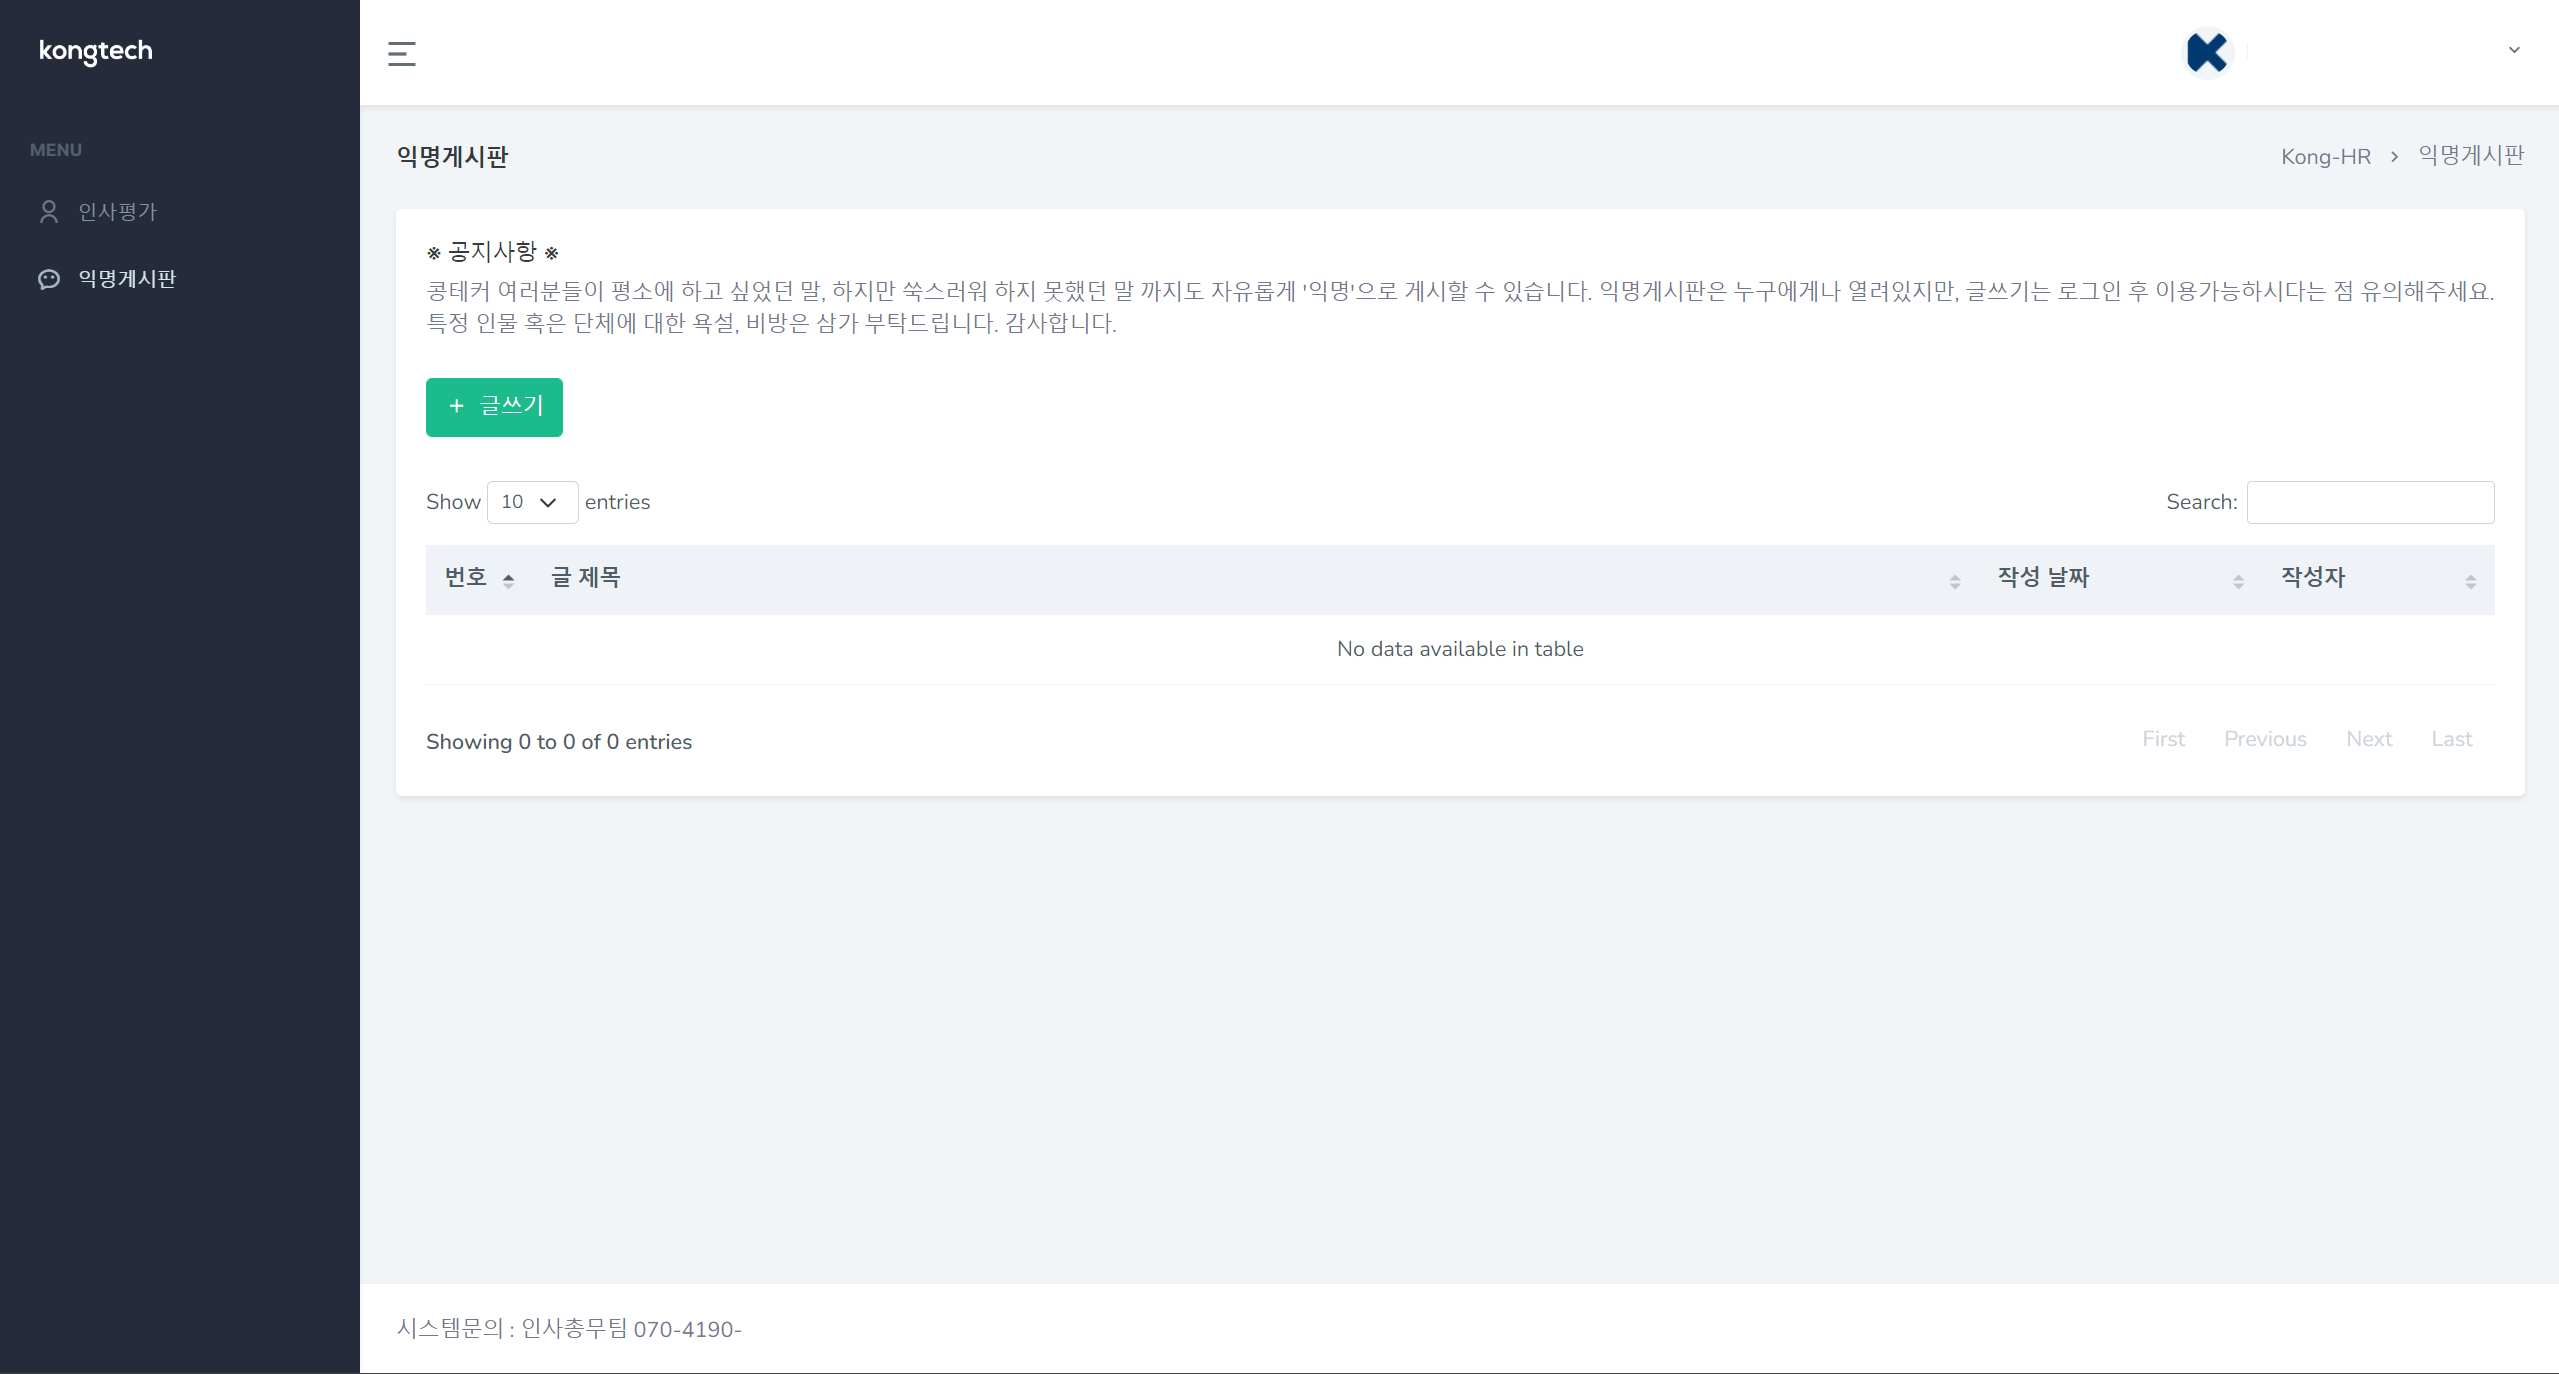 kongtech
MENU
인사평가
익명게시판
익명게시판
Kong-HR > 익명게시판
※ 공지사항 ※
콩테커 여러분들이 평소에 하고 싶었던 말, 하지만 쑥스러워 하지 못했던 말 까지도 자유롭게 '익명'으로 게시할 수 있습니다. 익명게시판은 누구에게나 열려있지만, 글쓰기는 로그인 후 이용가능하시다는 점 유의해주세요.
특정 인물 혹은 단체에 대한 욕설, 비방은 삼가 부탁드립니다. 감사합니다.
+ 글쓰기
Show 10 entries
Search:
번호 글 제목 작성 날짜 작성자
No data available in table
Showing 0 to 0 of 0 entries
First Previous Next Last
시스템문의 : 인사총무팀 070-4190-